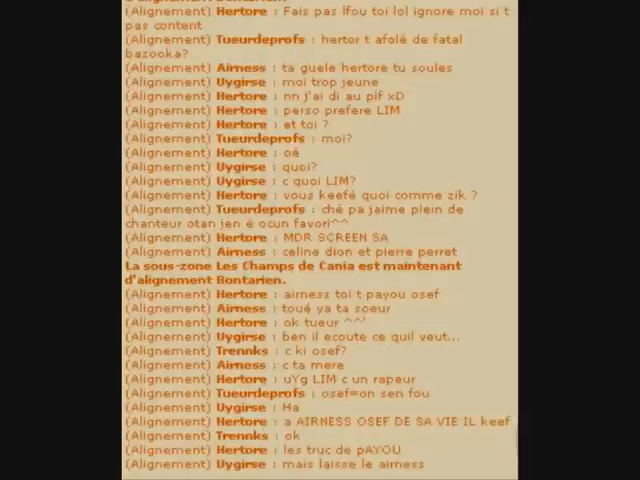 (Alignement) Hertore : Fais pas lfou toi lol ignore moi si t
pas content
(Alignement) Tueurdeprofs : hertor t afolé de fatal
bazooka?
(Alignement) Airness : ta guele hertore tu soules
(Alignement) Uygirse : moi trop jeune
(Alignement) Hertore : nn j'ai di au pif xD
(Alignement) Hertore : perso prefere LIM
(Alignement) Hertore : et toi ?
(Alignement) Tueurdeprofs : moi?
(Alignement) Hertore : oé
(Alignement) Uygirse : quoi?
(Alignement) Uygirse : c quoi LIM?
(Alignement) Hertore : vous keefé quoi comme zik ?
(Alignement) Tueurdeprofs : ché pa jaime plein de
chanteur otan jen é ocun favori^^
(Alignement) Hertore : MDR SCREEN SA
(Alignement) Airness : celine dion et pierre perret
La sous-zone Les Champs de Cania est maintenant
d'alignement Bontarien.
(Alignement) Hertore : airness toi t payou osef
(Alignement) Airness : toué ya ta soeur
(Alignement) Hertore : ok tueur ^^'
(Alignement) Uygirse : ben il ecoute ce quil veut...
(Alignement) Trennks : c ki osef?
(Alignement) Airness : c ta mere
(Alignement) Hertore : uYg LIM c un rapeur
(Alignement) Tueurdeprofs : osef=on sen fou
(Alignement) Uygirse : Ha
(Alignement) Hertore : a AIRNESS OSEF DE SA VIE IL keef
(Alignement) Trennks : ok
(Alignement) Hertore : les truc de pAYOU
(Alignement) Uygirse : mais laisse le airness